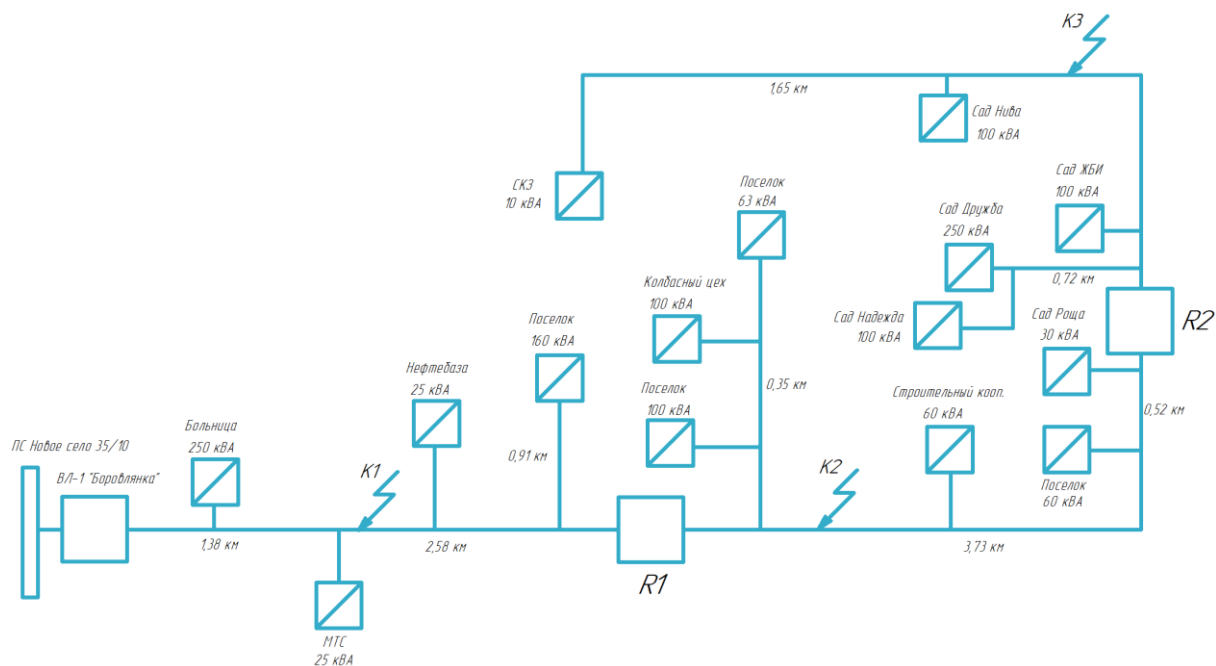 К3
1,65 км
Сад Нива
100 кВА
СКЗ
10 кВА
Поселок
63 кВА
Сад ЖБИ
100 кВА
Сад Дружба
250 кВА
0,72 км
Колбасный цех
100 кВА
Сад Надежда
100 кВА
Сад Роща
30 кВА
R2
Поселок
160 кВА
Нефтебаза
25 кВА
0,35 км
Поселок
100 кВА
Строительный кооп.
60 кВА
0,52 км
ПС Новое село 35/10
ВЛ-1 "Боровлянка"
Больница
250 кВА
0,91 км
К1
К2
Поселок
60 кВА
1,38 км
2,58 км
R1
3,73 км
МТС
25 кВА